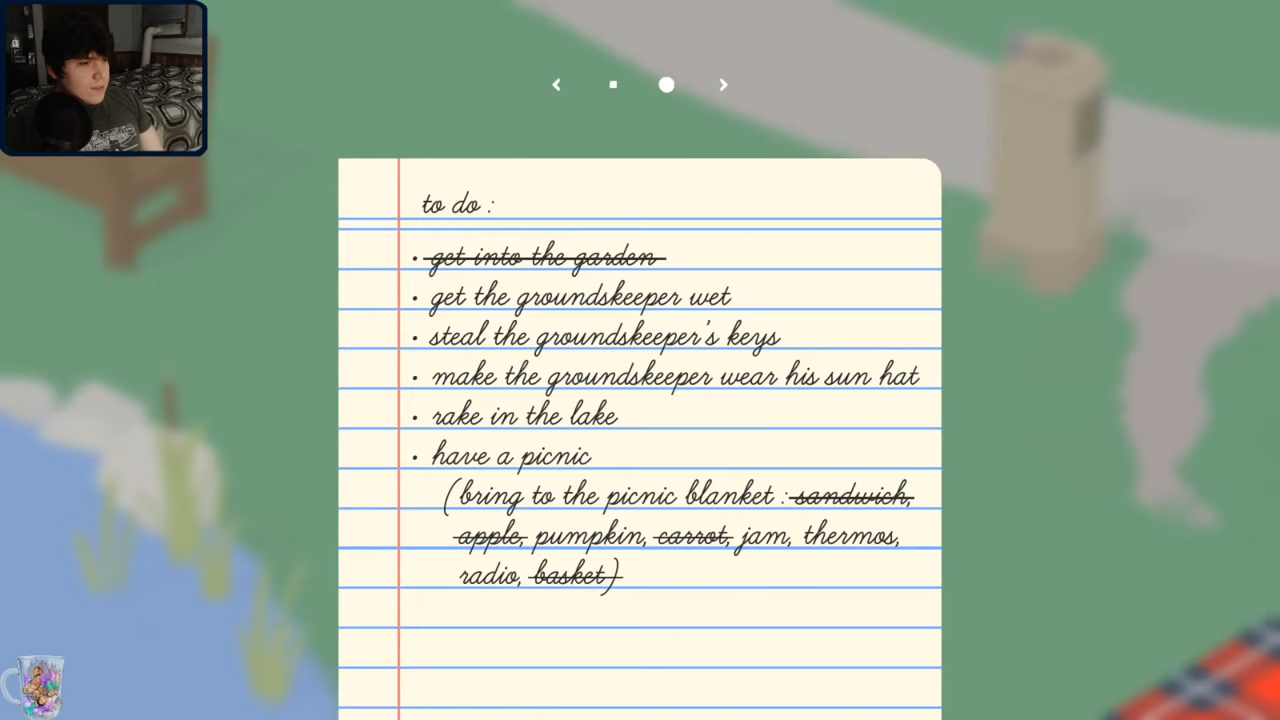 to do :
• get into the garden
• get the groundskeeper wet
• steal the groundskeeper's keys
• make the groundskeeper wear his sun hat
• rake in the lake
• have a picnic
(bring to the picnic blanket : sandwich,
apple, pumpkin, carrot, jam, thermos,
radio, basket)